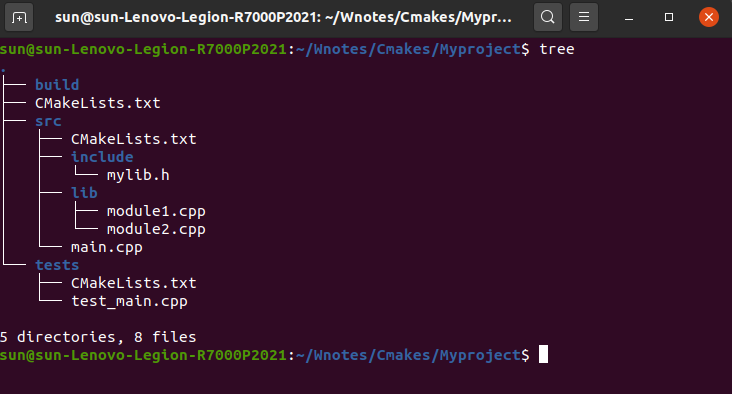 sun@sun-Lenovo-Legion-R7000P2021: ~/Wnotes/Cmakes/Mypr...
sun@sun-Lenovo-Legion-R7000P2021:~/Wnotes/Cmakes/Myproject$ tree
.
├── build
├── CMakeLists.txt
├── src
│   ├── CMakeLists.txt
│   ├── include
│   │   └── mylib.h
│   ├── lib
│   │   ├── module1.cpp
│   │   └── module2.cpp
│   └── main.cpp
└── tests
    ├── CMakeLists.txt
    └── test_main.cpp
5 directories, 8 files
sun@sun-Lenovo-Legion-R7000P2021:~/Wnotes/Cmakes/Myproject$